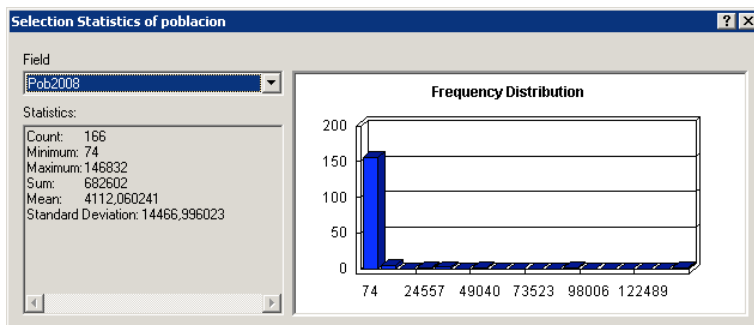 Selection Statistics of poblacion
Field
Pob2008
Statistics:
Count: 166
Minimum: 74
Maximum: 146832
Sum: 682602
Mean: 4112,060241
Standard Deviation: 14466,996023
Frequency Distribution
200
150
100
50
0
74 24557 49040 73523 98006 122489